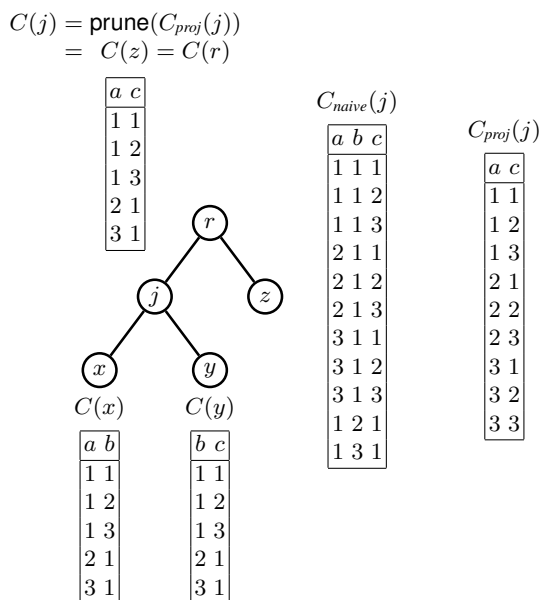 C(j) = prune(C_proj(j))
= C(z) = C(r)
a c
1 1
1 2
1 3
2 1
3 1
r
j
z
x
y
C(x)
a b
1 1
1 2
1 3
2 1
3 1
C(y)
b c
1 1
1 2
1 3
2 1
3 1
C_naive(j)
a b c
1 1 1
1 1 2
1 1 3
2 1 1
2 1 2
2 1 3
3 1 1
3 1 2
3 1 3
1 2 1
1 3 1
C_proj(j)
a c
1 1
1 2
1 3
2 1
2 2
2 3
3 1
3 2
3 3